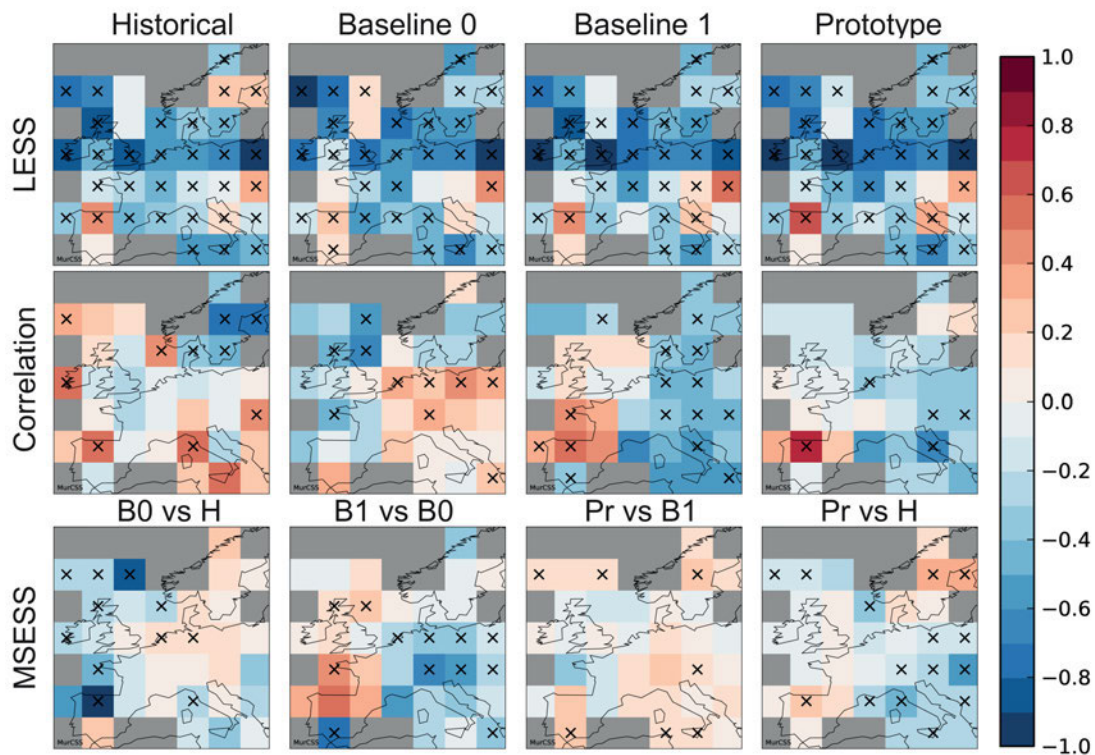 Historical Baseline 0 Baseline 1 Prototype
LESS
MurCSS MurCSS MurCSS MurCSS
Correlation
MurCSS MurCSS MurCSS MurCSS
B0 vs H B1 vs B0 Pr vs B1 Pr vs H
MSESS
MurCSS MurCSS MurCSS MurCSS
1.0
0.8
0.6
0.4
0.2
0.0
−0.2
−0.4
−0.6
−0.8
−1.0